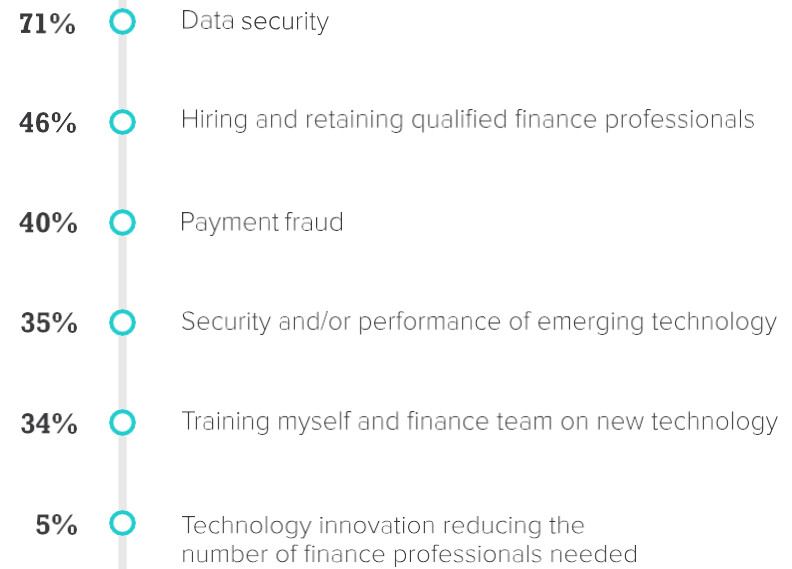 71% Data security
46% Hiring and retaining qualified finance professionals
40% Payment fraud
35% Security and/or performance of emerging technology
34% Training myself and finance team on new technology
5% Technology innovation reducing the
number of finance professionals needed